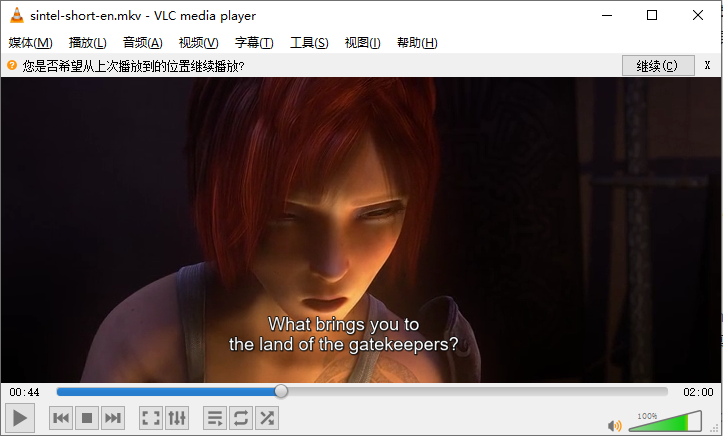 sintel-short-en.mkv - VLC media player
媒体(M) 播放(L) 音频(A) 视频(V) 字幕(T) 工具(S) 视图(I) 帮助(H)
您是否希望从上次播放到的位置继续播放? 继续(C) X
What brings you to
the land of the gatekeepers?
00:44 02:00
100%